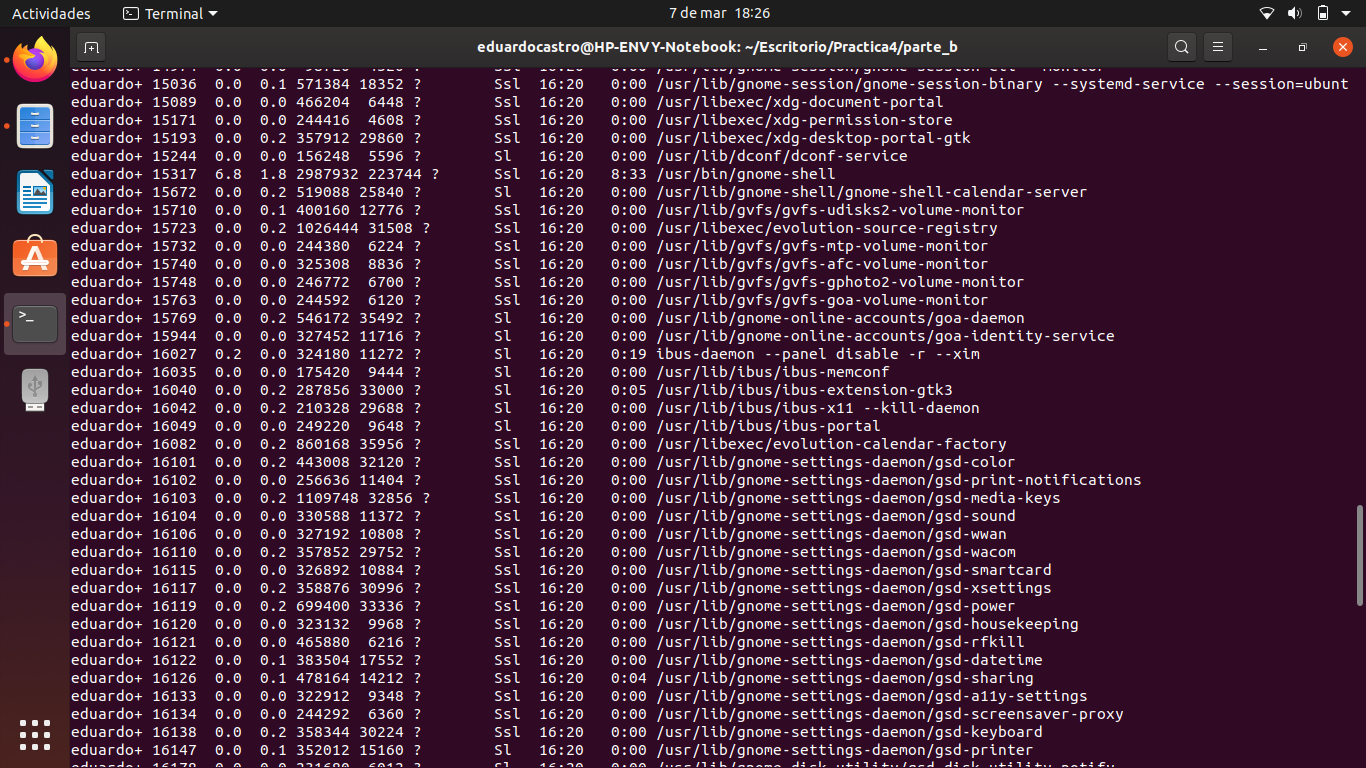 Actividades Terminal 7 de mar 18:26
eduardocastro@HP-ENVY-Notebook: ~/Escritorio/Practica4/parte_b
eduardo+ 15036 0.0 0.1 571384 18352 ? Ssl 16:20 0:00 /usr/lib/gnome-session/gnome-session-binary --systemd-service --session=ubunt
eduardo+ 15089 0.0 0.0 466204 6448 ? Ssl 16:20 0:00 /usr/libexec/xdg-document-portal
eduardo+ 15171 0.0 0.0 244416 4608 ? Ssl 16:20 0:00 /usr/libexec/xdg-permission-store
eduardo+ 15193 0.0 0.2 357912 29860 ? Ssl 16:20 0:00 /usr/libexec/xdg-desktop-portal-gtk
eduardo+ 15244 0.0 0.0 156248 5596 ? Sl 16:20 0:00 /usr/lib/dconf/dconf-service
eduardo+ 15317 6.8 1.8 2987932 223744 ? Ssl 16:20 8:33 /usr/bin/gnome-shell
eduardo+ 15672 0.0 0.2 519088 25840 ? Sl 16:20 0:00 /usr/lib/gnome-shell/gnome-shell-calendar-server
eduardo+ 15710 0.0 0.1 400160 12776 ? Ssl 16:20 0:00 /usr/lib/gvfs/gvfs-udisks2-volume-monitor
eduardo+ 15723 0.0 0.2 1026444 31508 ? Ssl 16:20 0:00 /usr/libexec/evolution-source-registry
eduardo+ 15732 0.0 0.0 244380 6224 ? Ssl 16:20 0:00 /usr/lib/gvfs/gvfs-mtp-volume-monitor
eduardo+ 15740 0.0 0.0 325308 8836 ? Ssl 16:20 0:00 /usr/lib/gvfs/gvfs-afc-volume-monitor
eduardo+ 15748 0.0 0.0 246772 6700 ? Ssl 16:20 0:00 /usr/lib/gvfs/gvfs-gphoto2-volume-monitor
eduardo+ 15763 0.0 0.0 244592 6120 ? Ssl 16:20 0:00 /usr/lib/gvfs/gvfs-goa-volume-monitor
eduardo+ 15769 0.0 0.2 546172 35492 ? Sl 16:20 0:00 /usr/lib/gnome-online-accounts/goa-daemon
eduardo+ 15944 0.0 0.0 327452 11716 ? Sl 16:20 0:00 /usr/lib/gnome-online-accounts/goa-identity-service
eduardo+ 16027 0.2 0.0 324180 11272 ? Sl 16:20 0:19 ibus-daemon --panel disable -r --xim
eduardo+ 16035 0.0 0.0 175420 9444 ? Sl 16:20 0:00 /usr/lib/ibus/ibus-memconf
eduardo+ 16040 0.0 0.2 287856 33000 ? Sl 16:20 0:05 /usr/lib/ibus/ibus-extension-gtk3
eduardo+ 16042 0.0 0.2 210328 29688 ? Sl 16:20 0:00 /usr/lib/ibus/ibus-x11 --kill-daemon
eduardo+ 16049 0.0 0.0 249220 9648 ? Sl 16:20 0:00 /usr/lib/ibus/ibus-portal
eduardo+ 16082 0.0 0.2 860168 35956 ? Ssl 16:20 0:00 /usr/libexec/evolution-calendar-factory
eduardo+ 16101 0.0 0.2 443008 32120 ? Ssl 16:20 0:00 /usr/lib/gnome-settings-daemon/gsd-color
eduardo+ 16102 0.0 0.0 256636 11404 ? Ssl 16:20 0:00 /usr/lib/gnome-settings-daemon/gsd-print-notifications
eduardo+ 16103 0.0 0.2 1109748 32856 ? Ssl 16:20 0:00 /usr/lib/gnome-settings-daemon/gsd-media-keys
eduardo+ 16104 0.0 0.0 330588 11372 ? Ssl 16:20 0:00 /usr/lib/gnome-settings-daemon/gsd-sound
eduardo+ 16106 0.0 0.0 327192 10808 ? Ssl 16:20 0:00 /usr/lib/gnome-settings-daemon/gsd-wwan
eduardo+ 16110 0.0 0.2 357852 29752 ? Ssl 16:20 0:00 /usr/lib/gnome-settings-daemon/gsd-wacom
eduardo+ 16115 0.0 0.0 326892 10884 ? Ssl 16:20 0:00 /usr/lib/gnome-settings-daemon/gsd-smartcard
eduardo+ 16117 0.0 0.2 358876 30996 ? Ssl 16:20 0:00 /usr/lib/gnome-settings-daemon/gsd-xsettings
eduardo+ 16119 0.0 0.2 699400 33336 ? Ssl 16:20 0:00 /usr/lib/gnome-settings-daemon/gsd-power
eduardo+ 16120 0.0 0.0 323132 9968 ? Ssl 16:20 0:00 /usr/lib/gnome-settings-daemon/gsd-housekeeping
eduardo+ 16121 0.0 0.0 465880 6216 ? Ssl 16:20 0:00 /usr/lib/gnome-settings-daemon/gsd-rfkill
eduardo+ 16122 0.0 0.1 383504 17552 ? Ssl 16:20 0:00 /usr/lib/gnome-settings-daemon/gsd-datetime
eduardo+ 16126 0.0 0.1 478164 14212 ? Ssl 16:20 0:04 /usr/lib/gnome-settings-daemon/gsd-sharing
eduardo+ 16133 0.0 0.0 322912 9348 ? Ssl 16:20 0:00 /usr/lib/gnome-settings-daemon/gsd-a11y-settings
eduardo+ 16134 0.0 0.0 244292 6360 ? Ssl 16:20 0:00 /usr/lib/gnome-settings-daemon/gsd-screensaver-proxy
eduardo+ 16138 0.0 0.2 358344 30224 ? Ssl 16:20 0:00 /usr/lib/gnome-settings-daemon/gsd-keyboard
eduardo+ 16147 0.0 0.1 352012 15160 ? Sl 16:20 0:00 /usr/lib/gnome-settings-daemon/gsd-printer